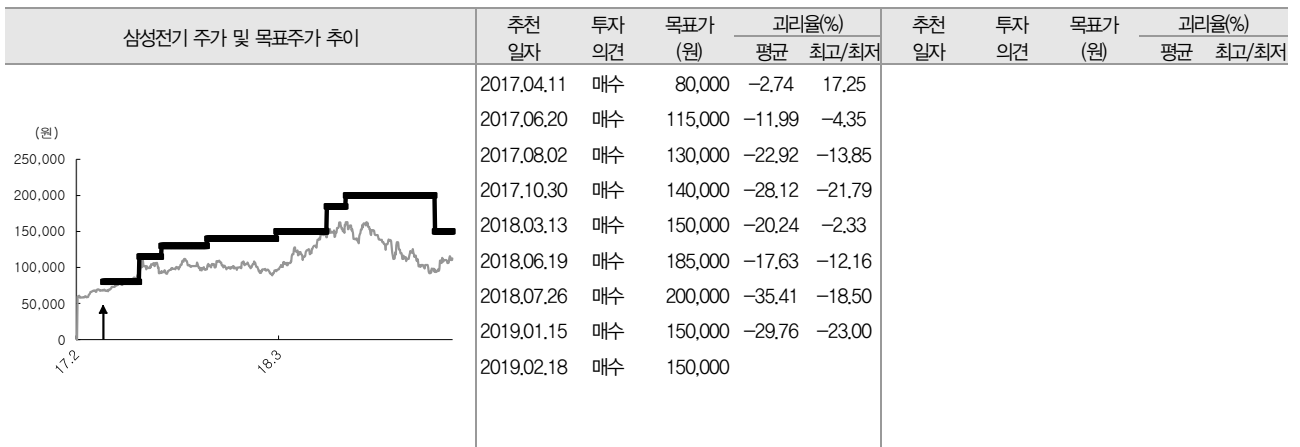 삼성전기 주가 및 목표주가 추이
추천 투자 목표가 괴리율(%)
일자 의견 (원) 평균 최고/최저
추천 투자 목표가 괴리율(%)
일자 의견 (원) 평균 최고/최저
(원)
250,000
200,000
150,000
100,000
50,000
0
17.2
18.3
2017.04.11 매수 80,000 -2.74 17.25
2017.06.20 매수 115,000 -11.99 -4.35
2017.08.02 매수 130,000 -22.92 -13.85
2017.10.30 매수 140,000 -28.12 -21.79
2018.03.13 매수 150,000 -20.24 -2.33
2018.06.19 매수 185,000 -17.63 -12.16
2018.07.26 매수 200,000 -35.41 -18.50
2019.01.15 매수 150,000 -29.76 -23.00
2019.02.18 매수 150,000